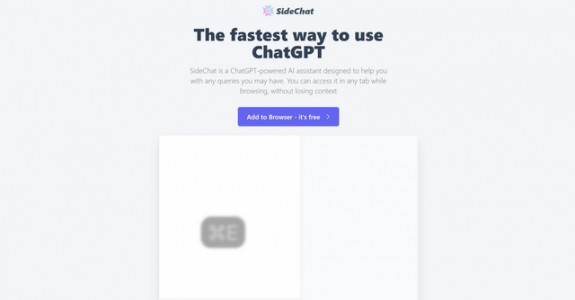 SideChat
The fastest way to use
ChatGPT
SideChat is a ChatGPT-powered AI assistant designed to help you
with any queries you may have. You can access it in any tab while
browsing, without losing context
Add to Browser - it's free
⌘E